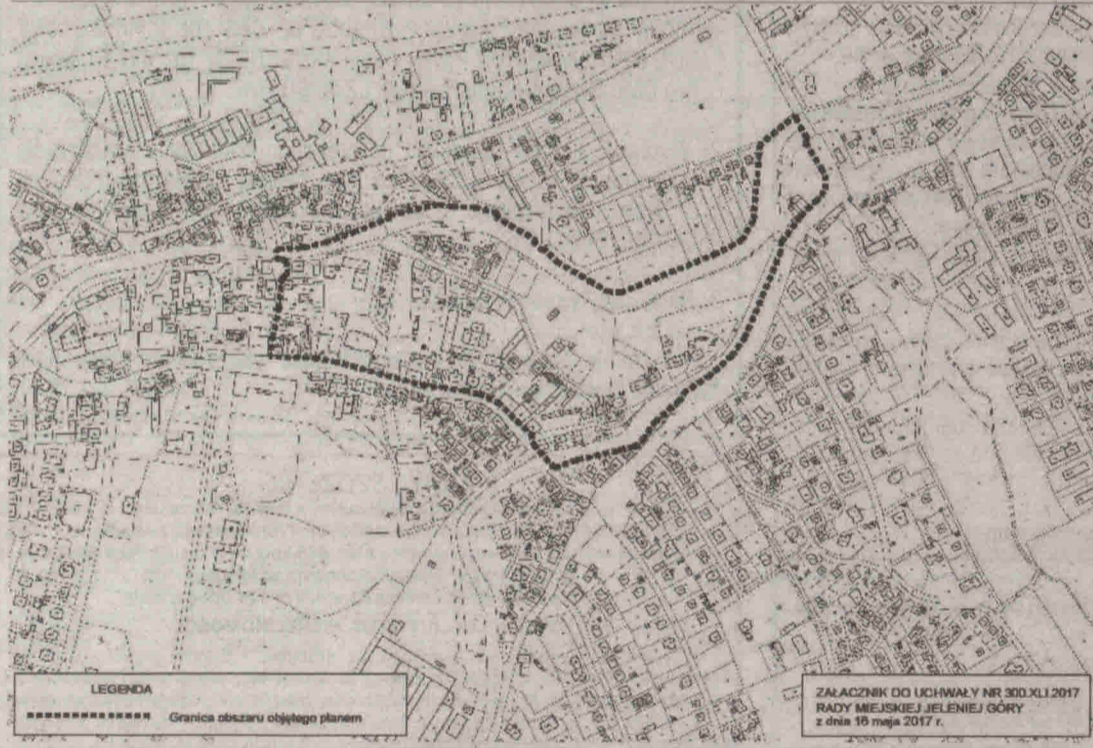 LEGENDA
Granica obszaru objętego planem
ZAŁĄCZNIK DO UCHWAŁY NR 300.XLI.2017
RADY MIEJSKIEJ JELENIEJ GÓRY
z dnia 16 maja 2017 r.